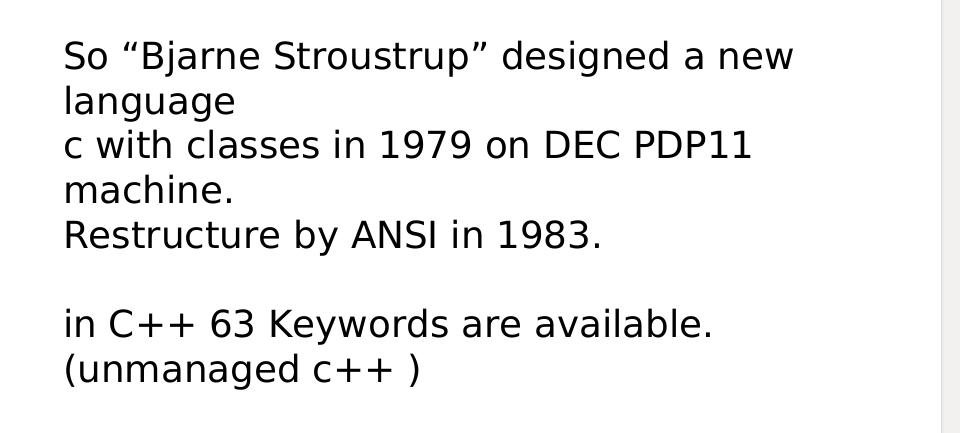 So “Bjarne Stroustrup” designed a new
language
c with classes in 1979 on DEC PDP11
machine.
Restructure by ANSI in 1983.
in C++ 63 Keywords are available.
(unmanaged c++ )